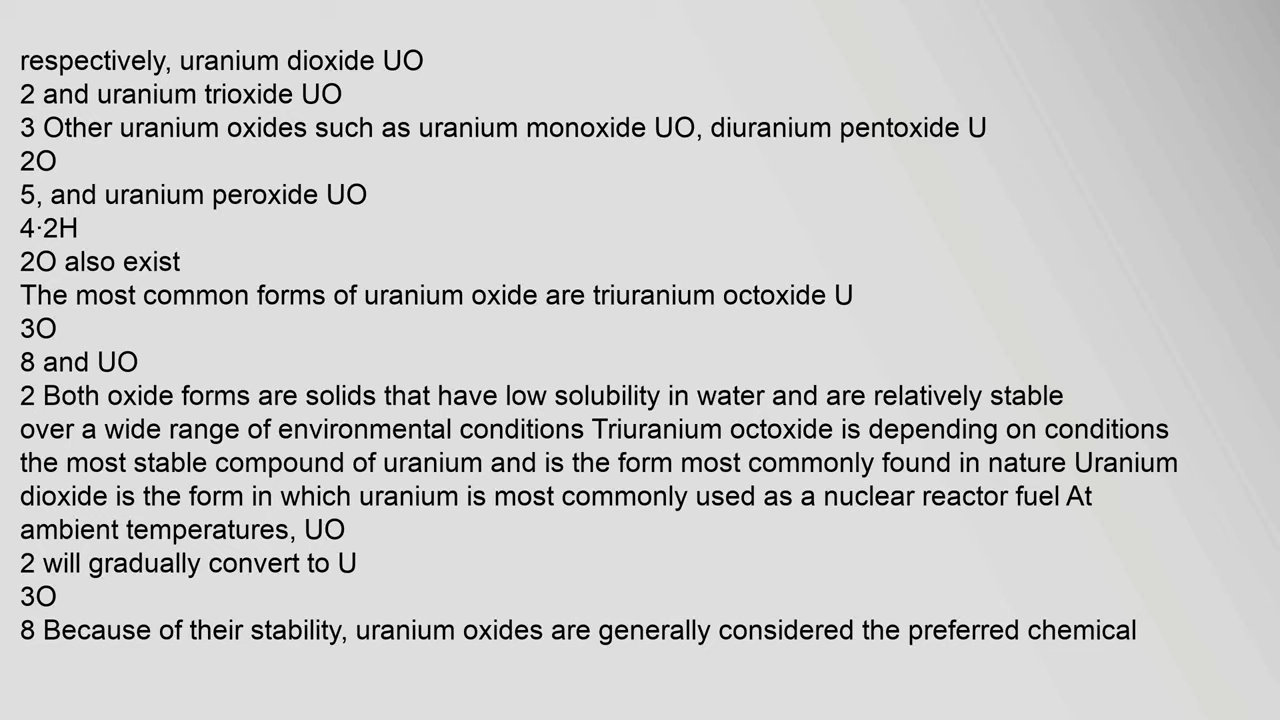 respectively, uranium dioxide UO
2 and uranium trioxide UO
3 Other uranium oxides such as uranium monoxide UO, diuranium pentoxide U
2O
5, and uranium peroxide UO
4·2H
2O also exist
The most common forms of uranium oxide are triuranium octoxide U
3O
8 and UO
2 Both oxide forms are solids that have low solubility in water and are relatively stable
over a wide range of environmental conditions Triuranium octoxide is depending on conditions
the most stable compound of uranium and is the form most commonly found in nature Uranium
dioxide is the form in which uranium is most commonly used as a nuclear reactor fuel At
ambient temperatures, UO
2 will gradually convert to U
3O
8 Because of their stability, uranium oxides are generally considered the preferred chemical